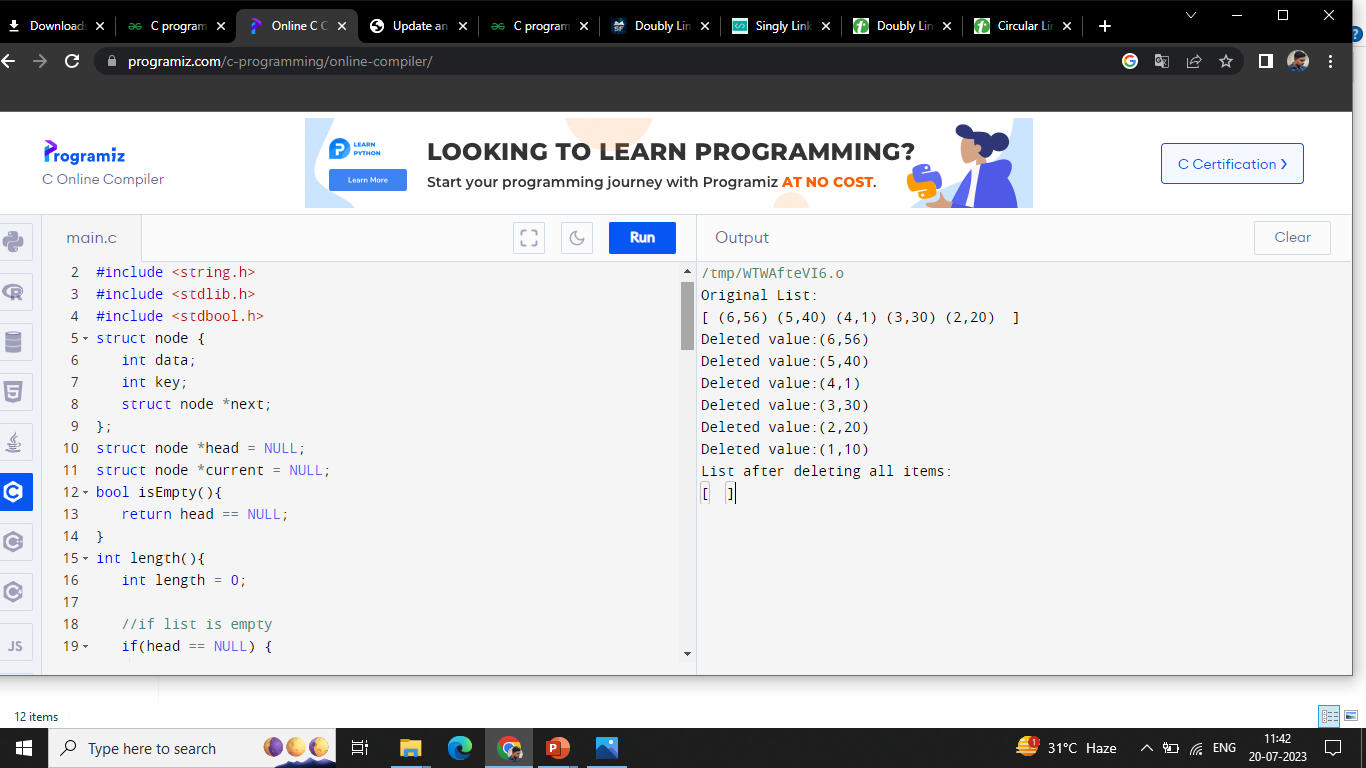 Downloads
C program
Online C C
Update an
C program
Doubly Lin
Singly Link
Doubly Lin
Circular Lin
programiz.com/c-programming/online-compiler/
Programiz
C Online Compiler
LEARN
PYTHON
Learn More
LOOKING TO LEARN PROGRAMMING?
Start your programming journey with Programiz AT NO COST.
C Certification
main.c
Run
2 #include <string.h>
3 #include <stdlib.h>
4 #include <stdbool.h>
5 struct node {
6 int data;
7 int key;
8 struct node *next;
9 };
10 struct node *head = NULL;
11 struct node *current = NULL;
12 bool isEmpty(){
13 return head == NULL;
14 }
15 int length(){
16 int length = 0;
17
18 //if list is empty
19 if(head == NULL) {
JS
Output
Clear
/tmp/WTWAfteVI6.o
Original List:
[ (6,56) (5,40) (4,1) (3,30) (2,20)  ]
Deleted value:(6,56)
Deleted value:(5,40)
Deleted value:(4,1)
Deleted value:(3,30)
Deleted value:(2,20)
Deleted value:(1,10)
List after deleting all items:
[  ]
12 items
Type here to search
31°C Haze
ENG
11:42
20-07-2023